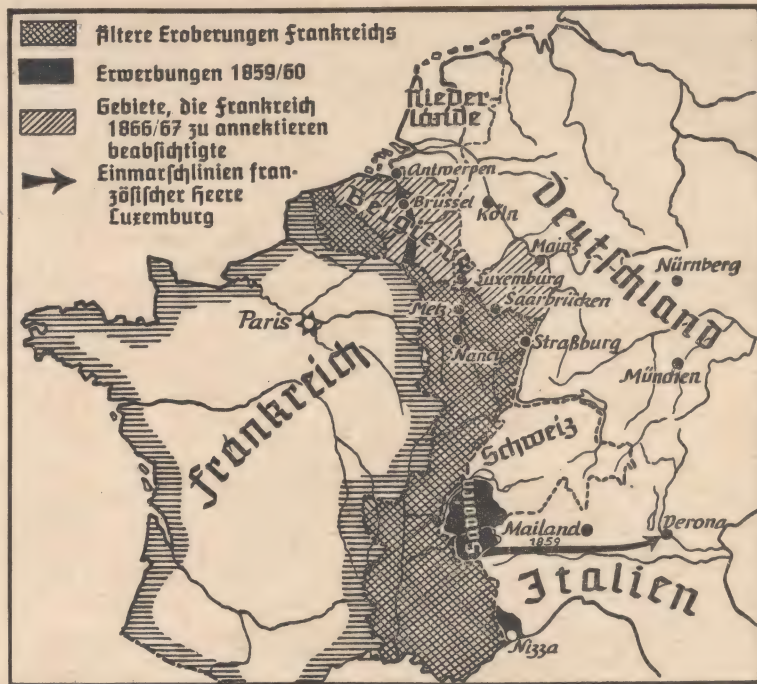 Ältere Eroberungen Frankreichs
Erwerbungen 1859/60
Gebiete, die Frankreich
1866/67 zu annektieren
beabsichtigte
Einmarschlinien fran-
zösischer Heere
Luxemburg
Nieder-
lande
Antwerpen
Belgien
Brüssel
Köln
Deutschland
Mainz
Luxemburg
Nürnberg
Saarbrücken
Metz
Paris
Nancy
Straßburg
München
Frankreich
Schweiz
Savoien
Mailand
1859
Verona
Italien
Nizza